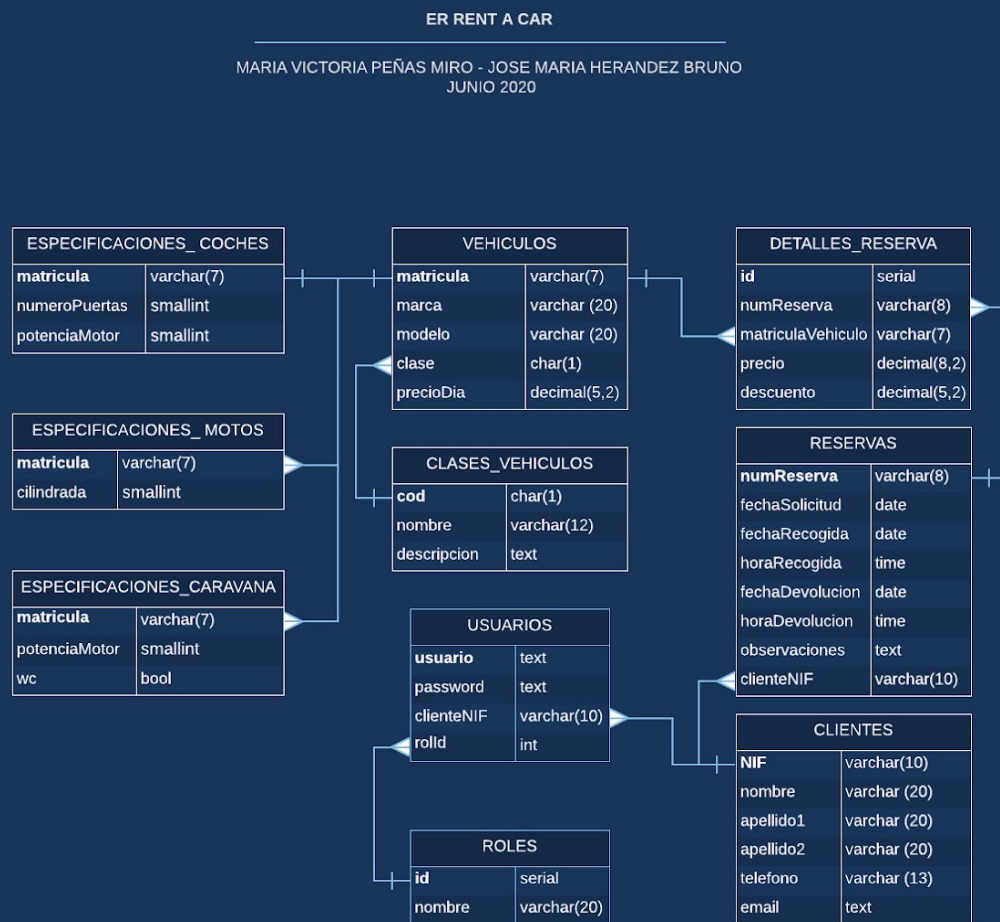 ER RENT A CAR
MARIA VICTORIA PEÑAS MIRO - JOSE MARIA HERANDEZ BRUNO
JUNIO 2020
ESPECIFICACIONES_ COCHES
matricula varchar(7)
numeroPuertas smallint
potenciaMotor smallint
ESPECIFICACIONES_ MOTOS
matricula varchar(7)
cilindrada smallint
ESPECIFICACIONES_CARAVANA
matricula varchar(7)
potenciaMotor smallint
wc bool
VEHICULOS
matricula varchar(7)
marca varchar (20)
modelo varchar (20)
clase char(1)
precioDia decimal(5,2)
CLASES_VEHICULOS
cod char(1)
nombre varchar(12)
descripcion text
USUARIOS
usuario text
password text
clienteNIF varchar(10)
rolId int
ROLES
id serial
nombre varchar(20)
DETALLES_RESERVA
id serial
numReserva varchar(8)
matriculaVehiculo varchar(7)
precio decimal(8,2)
descuento decimal(5,2)
RESERVAS
numReserva varchar(8)
fechaSolicitud date
fechaRecogida date
horaRecogida time
fechaDevolucion date
horaDevolucion time
observaciones text
clienteNIF varchar(10)
CLIENTES
NIF varchar(10)
nombre varchar (20)
apellido1 varchar (20)
apellido2 varchar (20)
telefono varchar (13)
email text